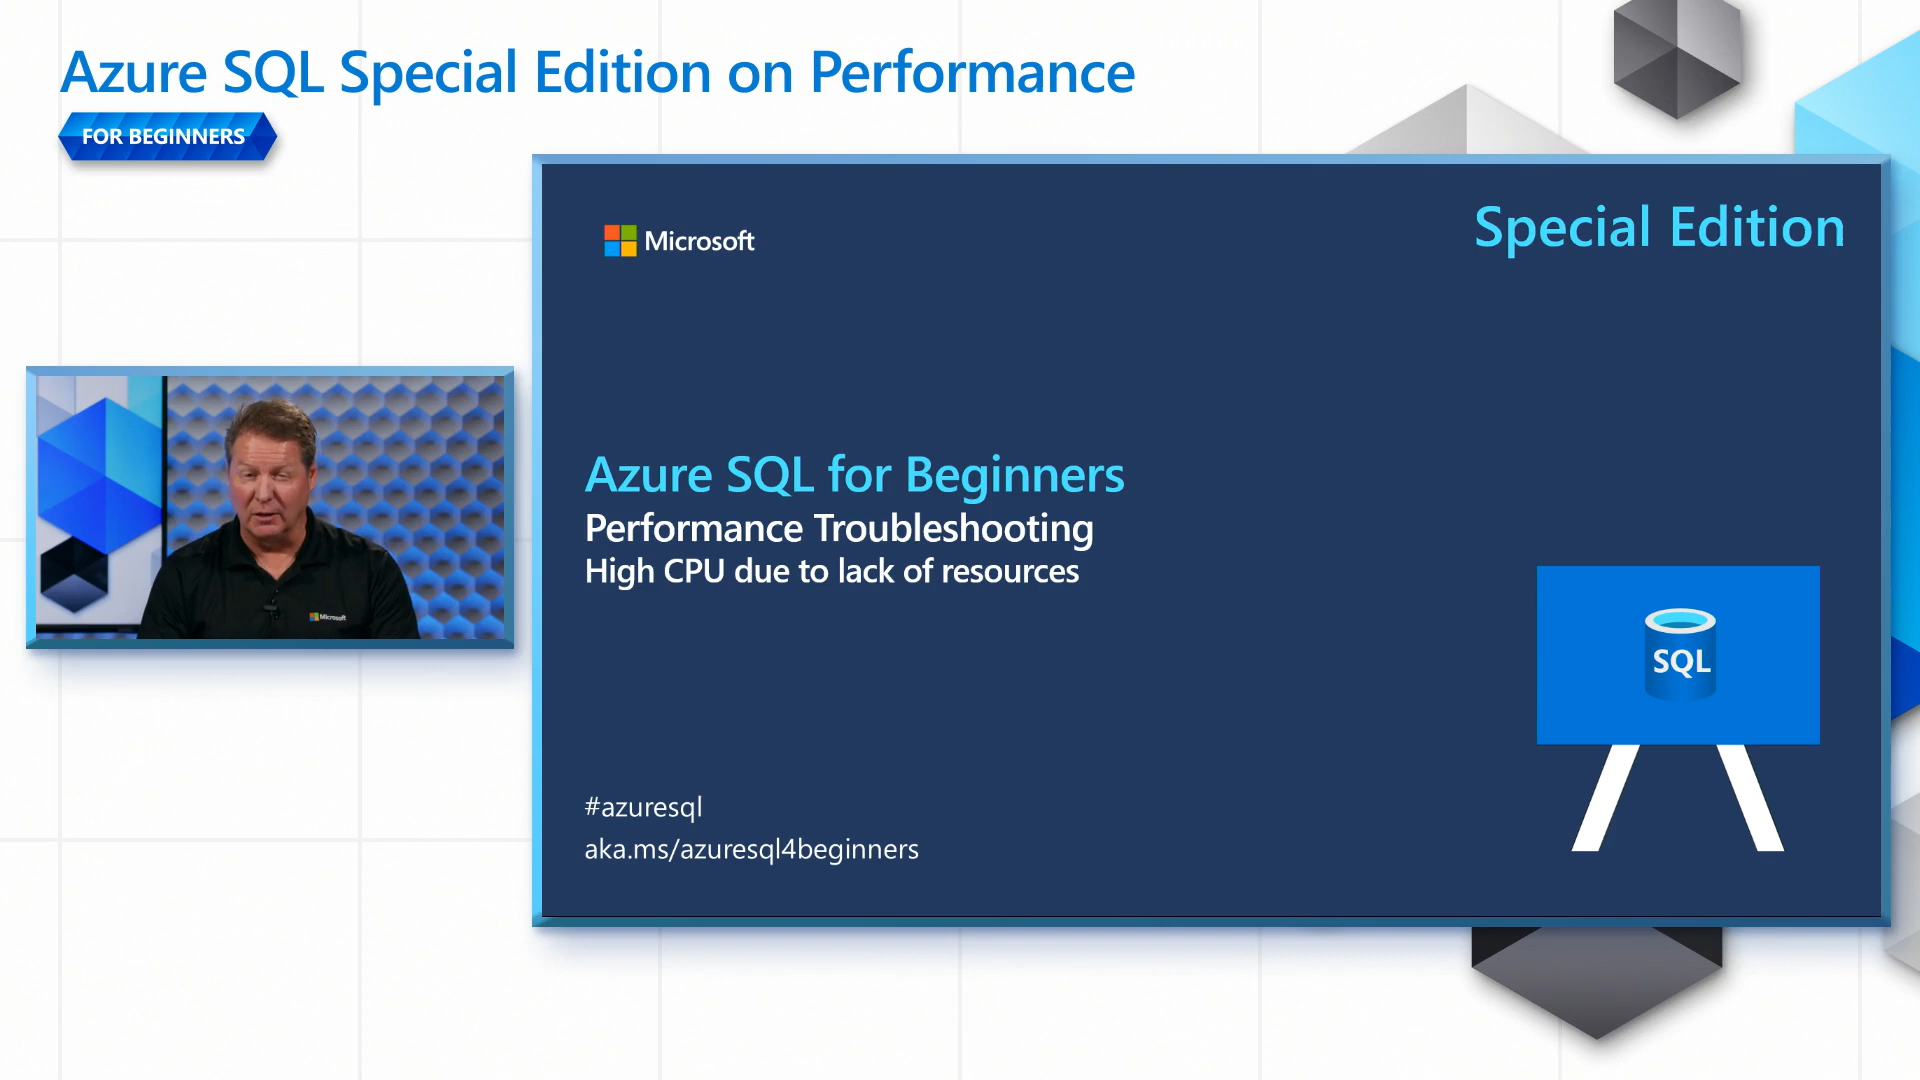 Azure SQL Special Edition on Performance
FOR BEGINNERS
Special Edition
Microsoft
Azure SQL for Beginners
Performance Troubleshooting
High CPU due to lack of resources
SQL
Microsoft
#azuresql
aka.ms/azuresql4beginners